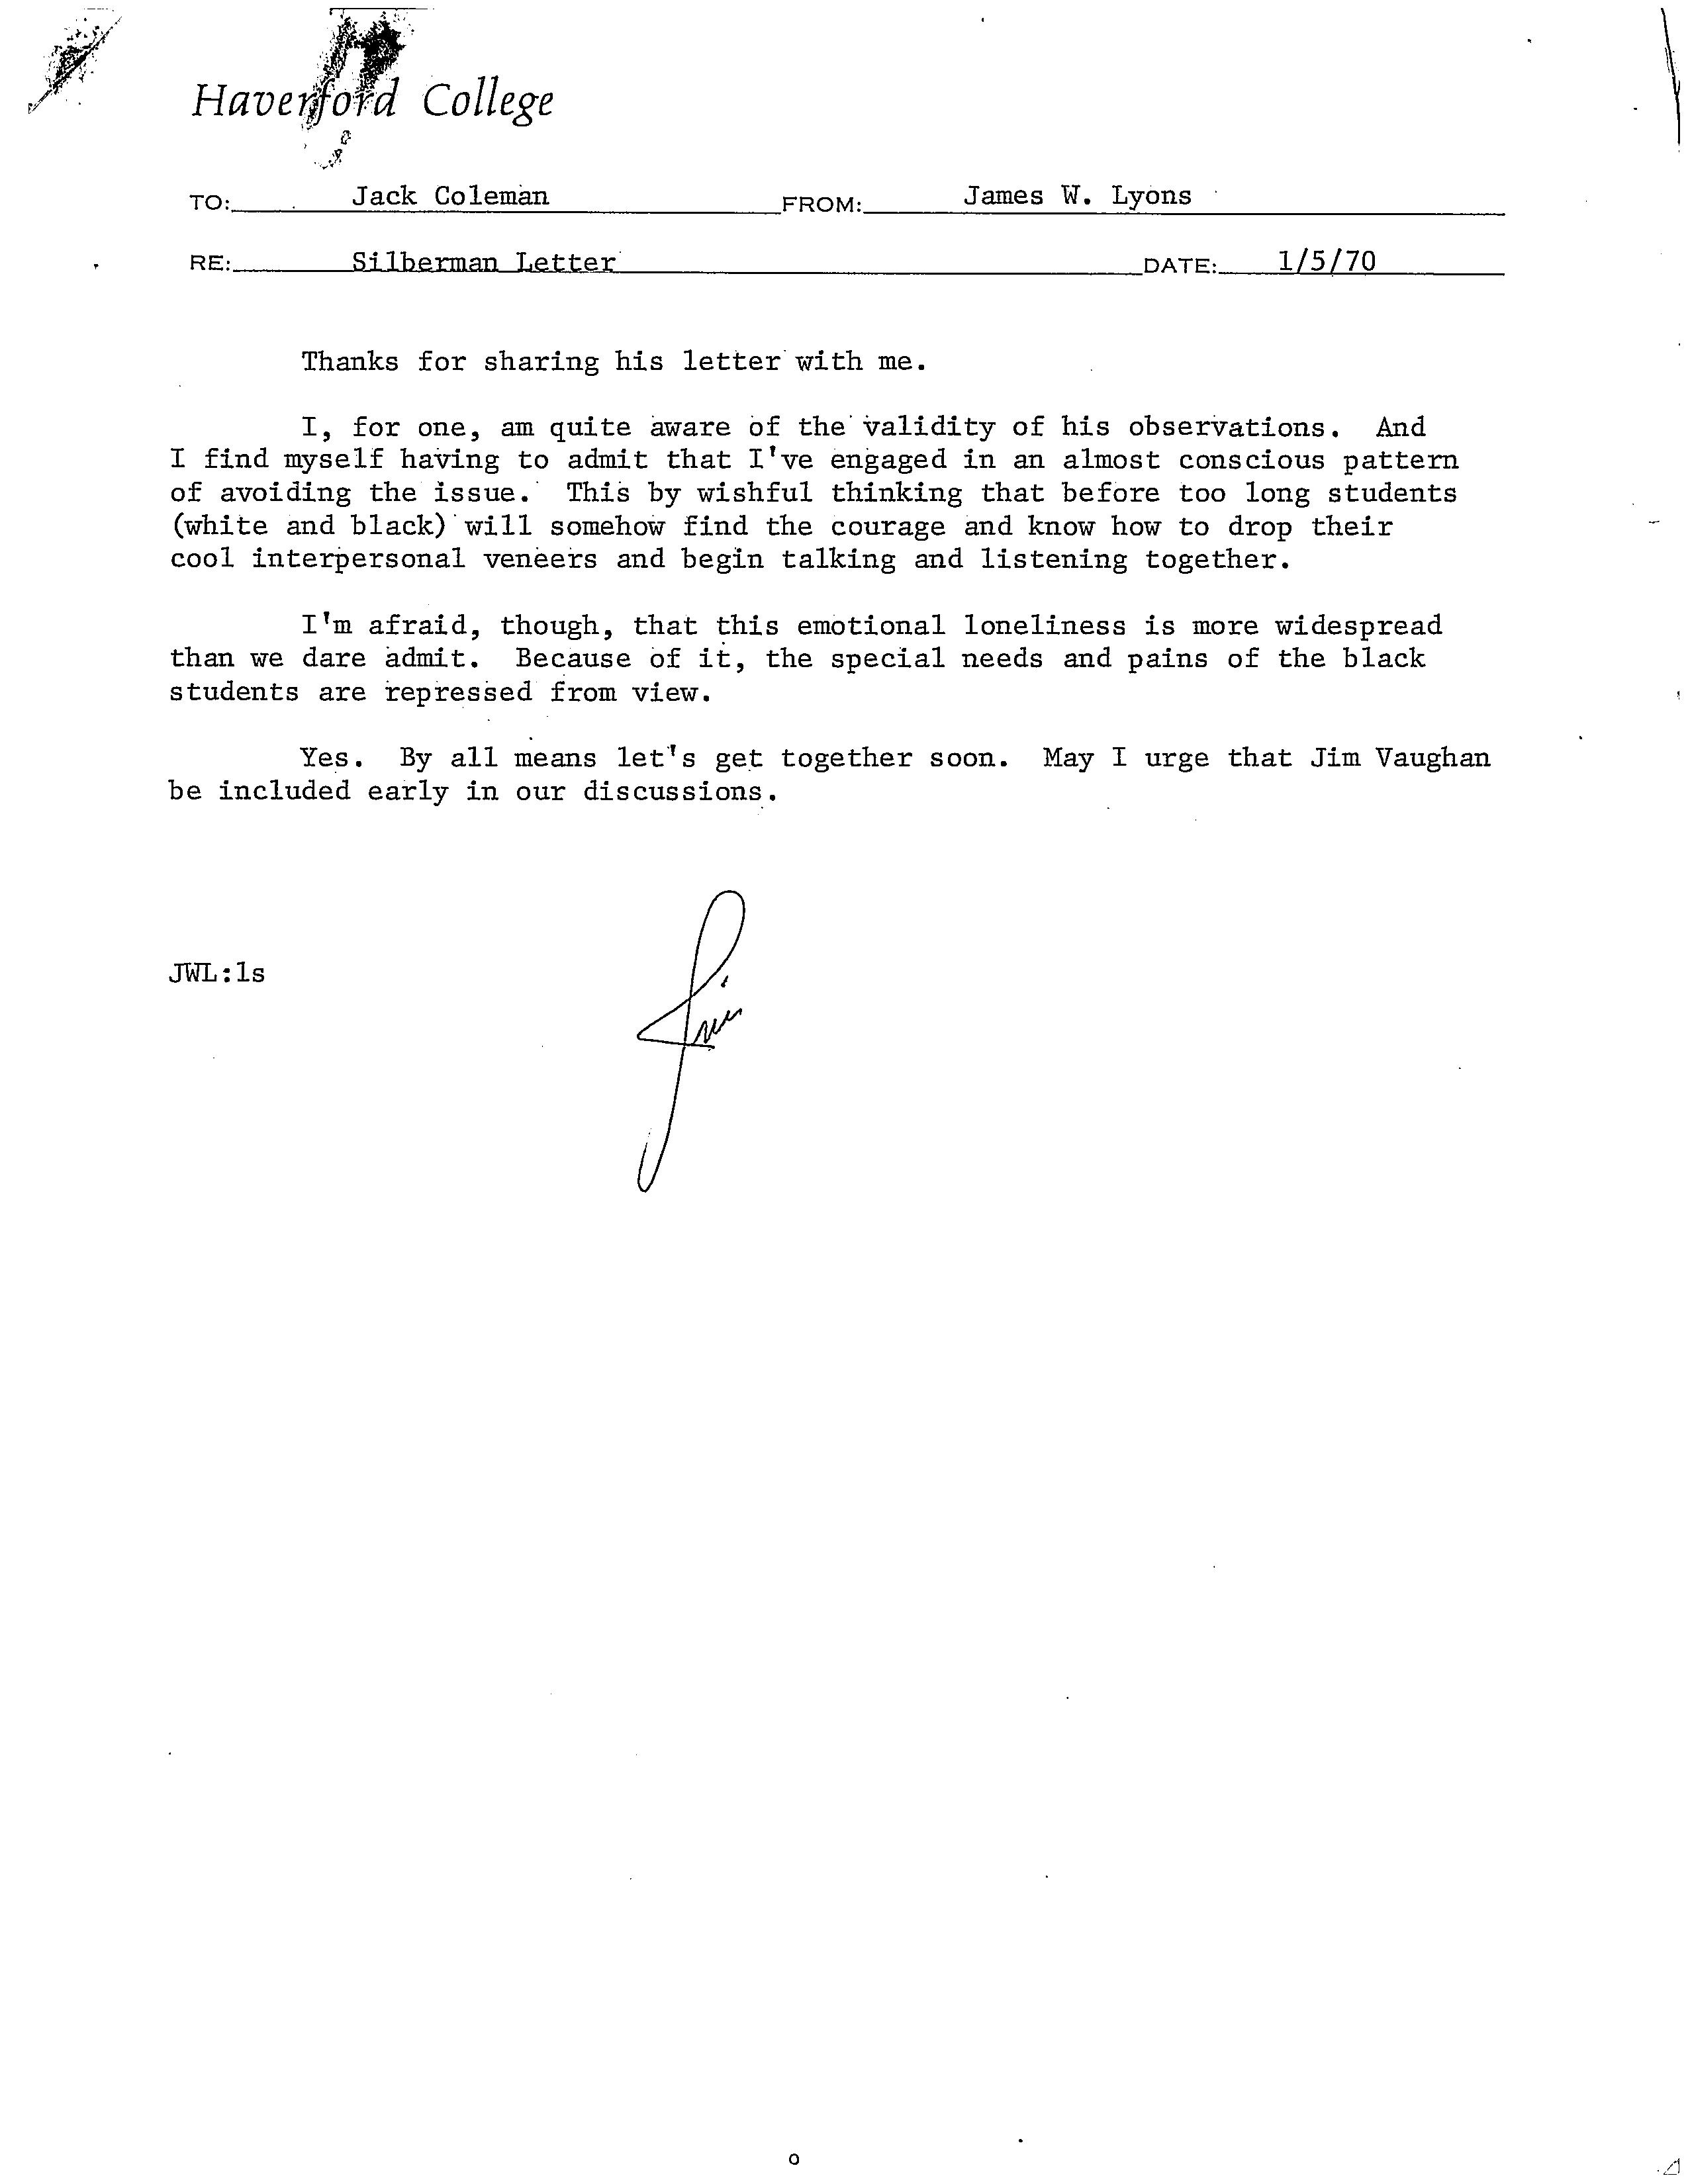 Haverford College
TO: Jack Coleman FROM: James W. Lyons
RE: Silberman Letter DATE: 1/5/70
Thanks for sharing his letter with me.
I, for one, am quite aware of the validity of his observations. And
I find myself having to admit that I've engaged in an almost conscious pattern
of avoiding the issue. This by wishful thinking that before too long students
(white and black) will somehow find the courage and know how to drop their
cool interpersonal veneers and begin talking and listening together.
I'm afraid, though, that this emotional loneliness is more widespread
than we dare admit. Because of it, the special needs and pains of the black
students are repressed from view.
Yes. By all means let's get together soon. May I urge that Jim Vaughan
be included early in our discussions.
JWL:ls
Jim